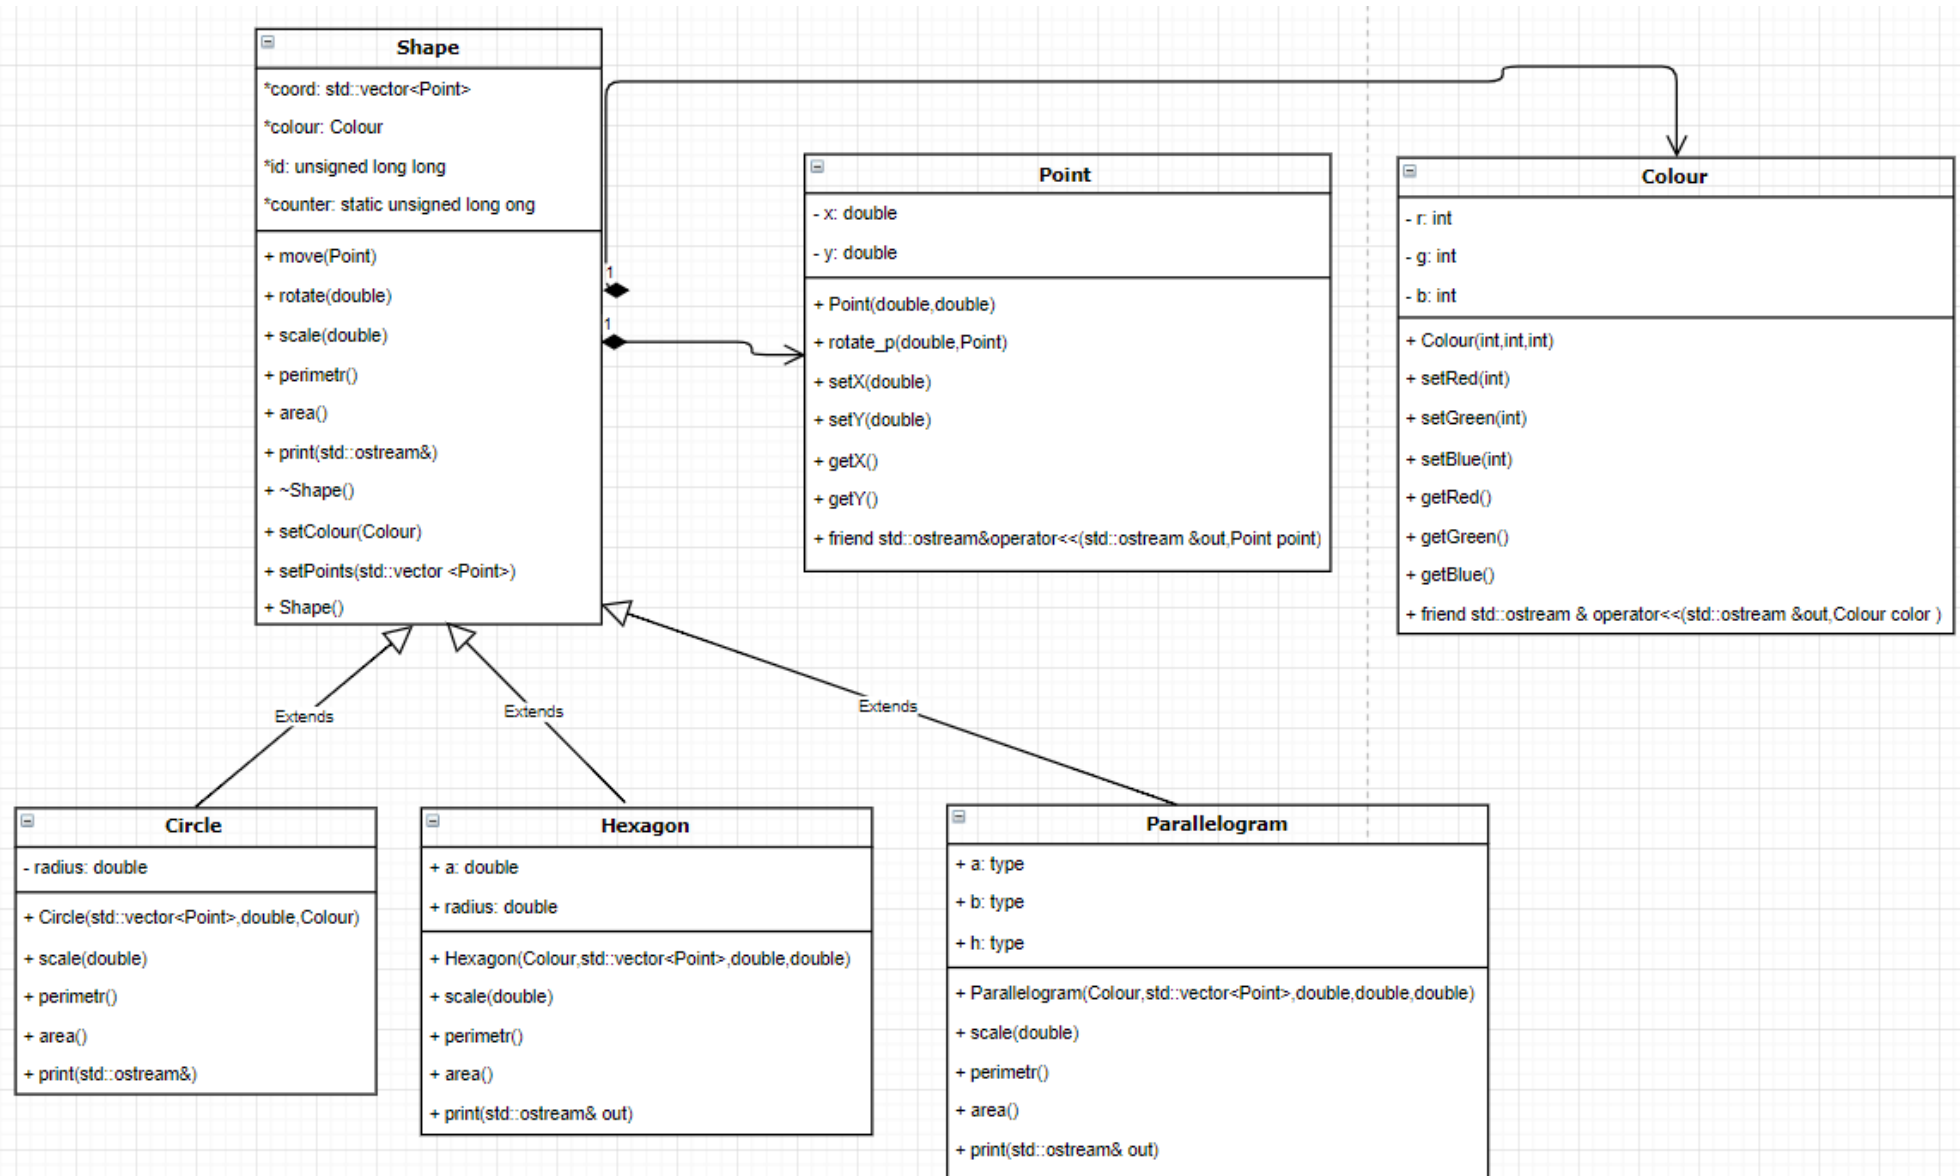 Shape
*coord: std::vector<Point>
*colour: Colour
*id: unsigned long long
*counter: static unsigned long ong
+ move(Point)
+ rotate(double)
+ scale(double)
+ perimetr()
+ area()
+ print(std::ostream&)
+ ~Shape()
+ setColour(Colour)
+ setPoints(std::vector <Point>)
+ Shape()
1
1
Point
- x: double
- y: double
+ Point(double,double)
+ rotate_p(double,Point)
+ setX(double)
+ setY(double)
+ getX()
+ getY()
+ friend std::ostream&operator<<(std::ostream &out,Point point)
Colour
- r: int
- g: int
- b: int
+ Colour(int,int,int)
+ setRed(int)
+ setGreen(int)
+ setBlue(int)
+ getRed()
+ getGreen()
+ getBlue()
+ friend std::ostream & operator<<(std::ostream &out,Colour color )
Extends
Extends
Extends
Circle
- radius: double
+ Circle(std::vector<Point>,double,Colour)
+ scale(double)
+ perimetr()
+ area()
+ print(std::ostream&)
Hexagon
+ a: double
+ radius: double
+ Hexagon(Colour,std::vector<Point>,double,double)
+ scale(double)
+ perimetr()
+ area()
+ print(std::ostream& out)
Parallelogram
+ a: type
+ b: type
+ h: type
+ Parallelogram(Colour,std::vector<Point>,double,double,double)
+ scale(double)
+ perimetr()
+ area()
+ print(std::ostream& out)